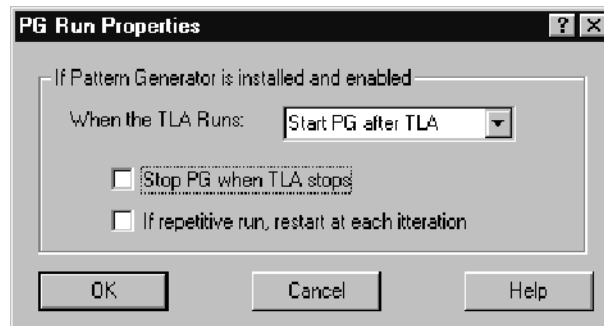 PG Run Properties
If Pattern Generator is installed and enabled
When the TLA Runs: Start PG after TLA
Stop PG when TLA stops
If repetitive run, restart at each itteration
OK Cancel Help